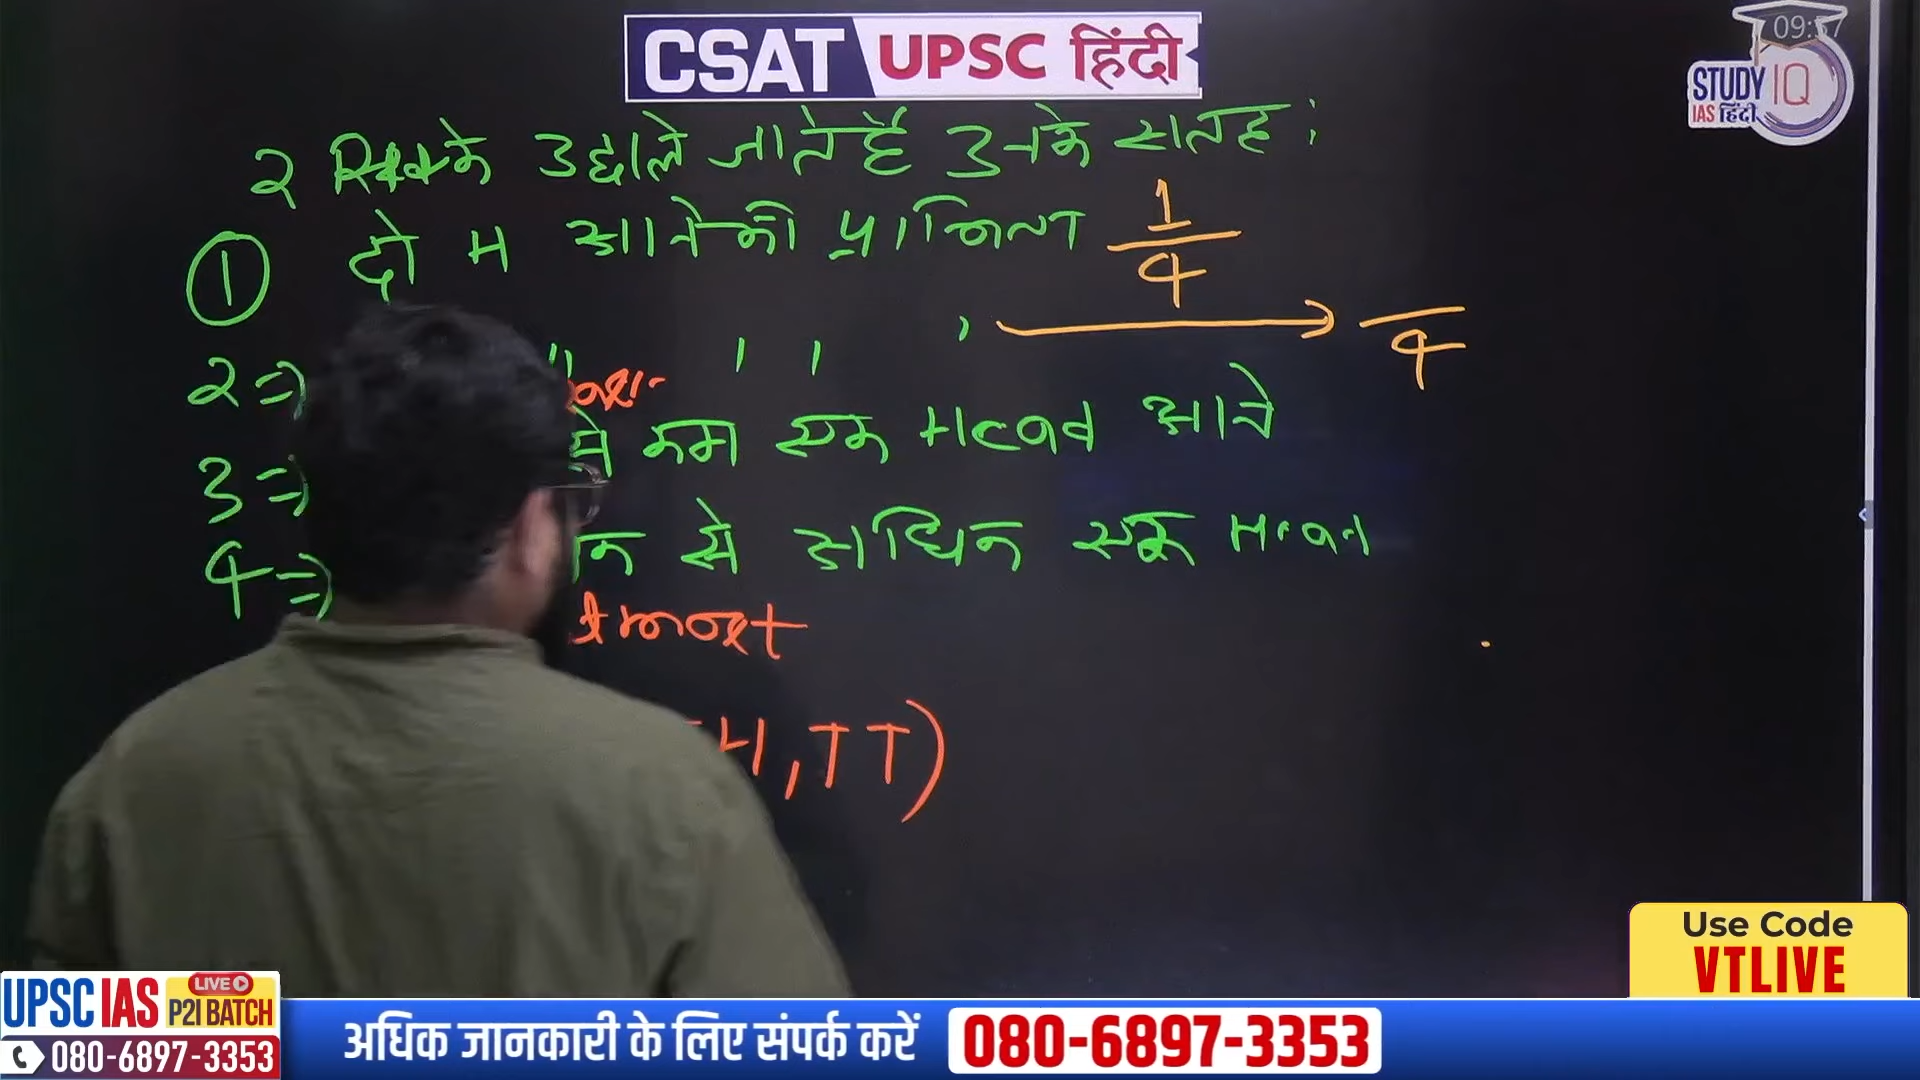 CSAT UPSC हिंदी
09:57
STUDY IQ
IAS हिंदी
2 सिक्के उछाले जाते हैं उनके सतह :
① दो H आने की प्रायिकता 1/4
2 ⇒ 4
3 ⇒ से कम एक Head आने
4 ⇒ से अधिक एक Head
most
H, TT)
Use Code
VTLIVE
UPSC IAS LIVE P2I BATCH
080-6897-3353
अधिक जानकारी के लिए संपर्क करें 080-6897-3353